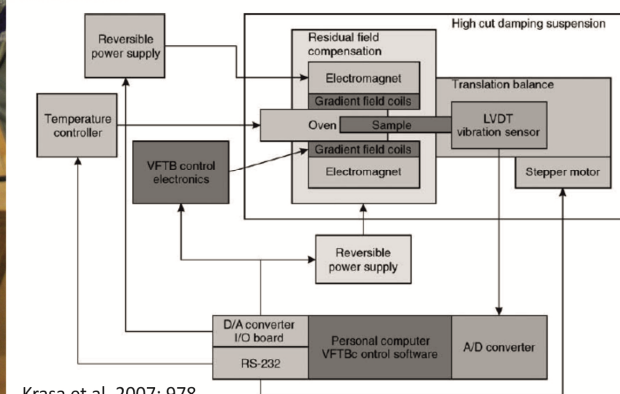 High cut damping suspension
Reversible
power supply
Residual field
compensation
Electromagnet
Gradient field coils
Translation balance
Temperature
controller
Oven
Sample
LVDT
vibration sensor
VFTB control
electronics
Gradient field coils
Electromagnet
Stepper motor
Reversible
power supply
D/A converter
I/O board
RS-232
Personal computer
VFTBc ontrol software
A/D converter
Krasa et al. 2007: 978